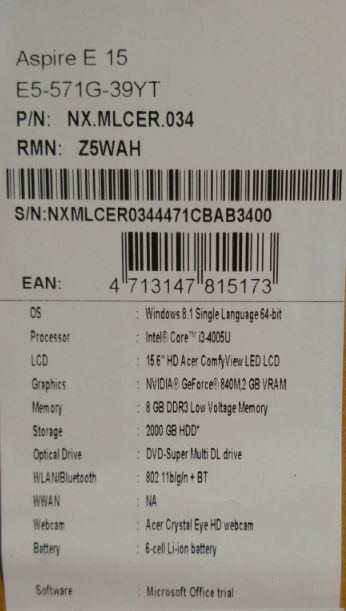 Aspire E 15
E5-571G-39YT
P/N: NX.MLCER.034
RMN: Z5WAH
S/N:NXMLCER0344471CBAB3400
EAN: 4 713147 815173
OS : Windows 8.1 Single Language 64-bit
Processor : Intel® Core™ i3-4005U
LCD : 15.6" HD Acer ComfyView LED LCD
Graphics : NVIDIA® GeForce® 840M,2 GB VRAM
Memory : 8 GB DDR3 Low Voltage Memory
Storage : 2000 GB HDD*
Optical Drive : DVD-Super Multi DL drive
WLAN/Bluetooth : 802 11b/g/n + BT
WWAN : NA
Webcam : Acer Crystal Eye HD webcam
Battery : 6-cell Li-ion battery
Software : Microsoft Office trial